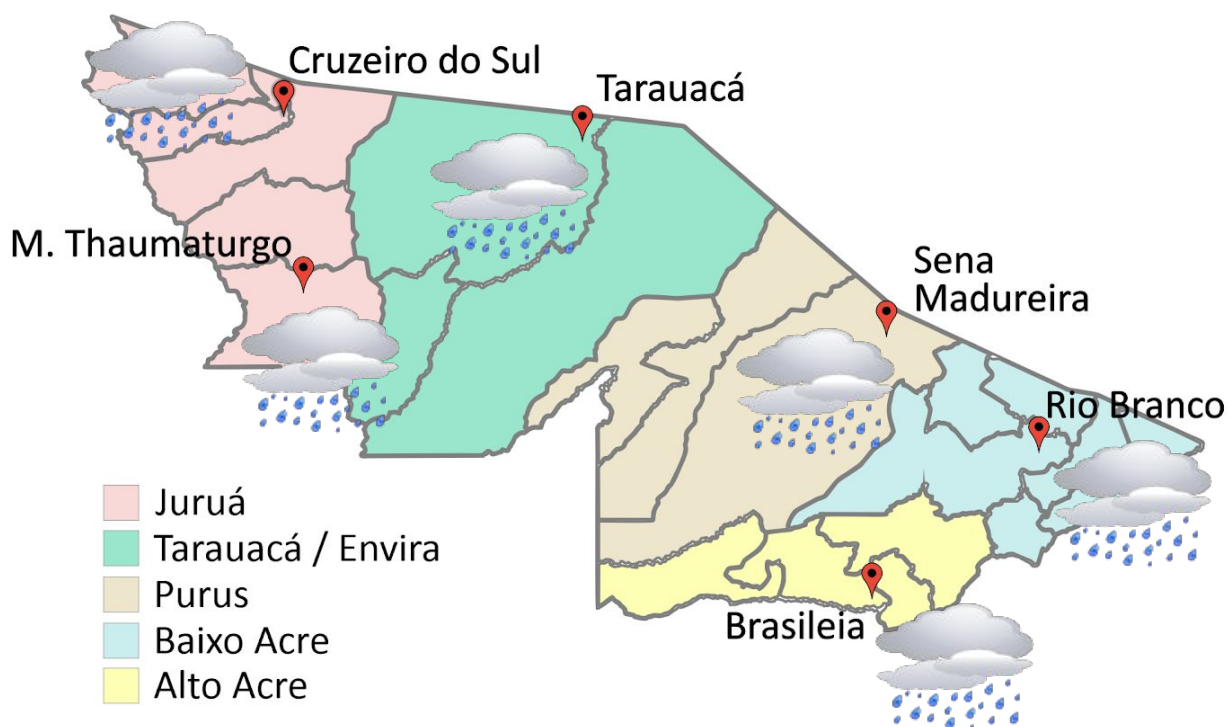 Cruzeiro do Sul
Tarauacá
M. Thaumaturgo
Sena
Madureira
Rio Branco
Brasileia
Juruá
Tarauacá / Envira
Purus
Baixo Acre
Alto Acre